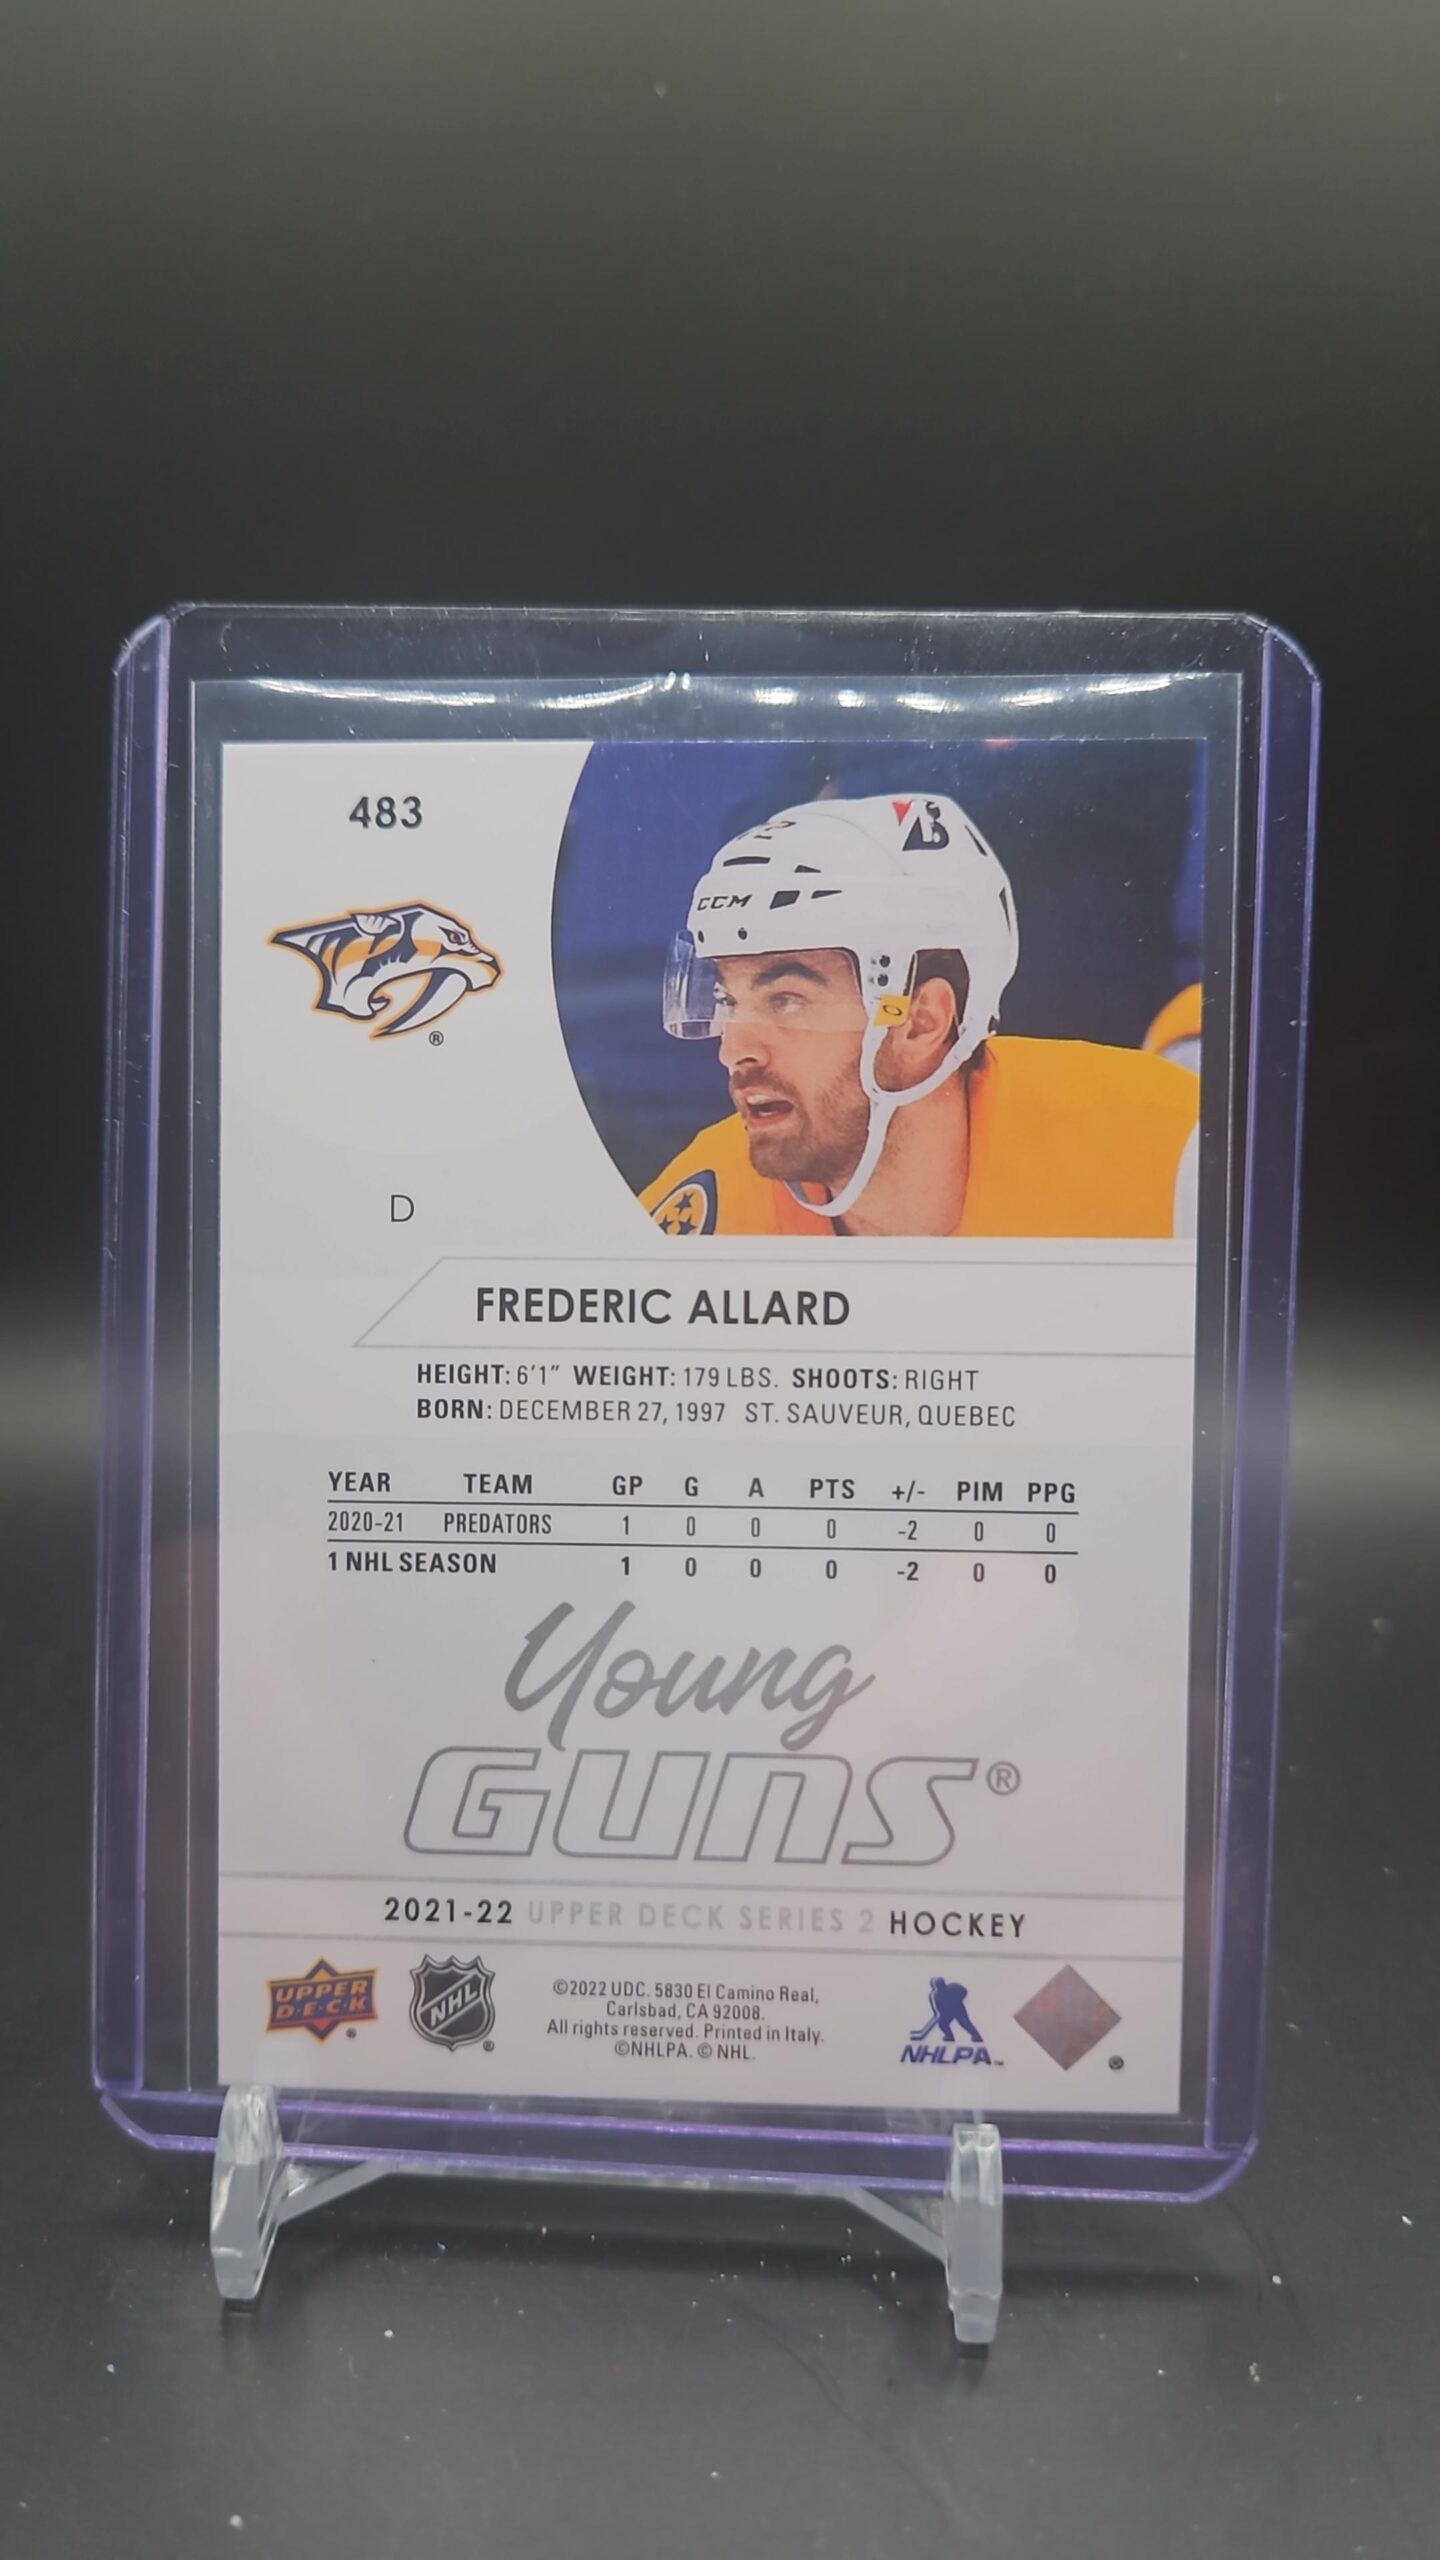 483
CCM
B
®
D
FREDERIC ALLARD
HEIGHT: 6'1" WEIGHT: 179 LBS. SHOOTS: RIGHT
BORN: DECEMBER 27, 1997 ST. SAUVEUR, QUEBEC
YEAR TEAM GP G A PTS +/- PIM PPG
2020-21 PREDATORS 1 0 0 0 -2 0 0
1 NHL SEASON 1 0 0 0 -2 0 0
Young
GUNS®
2021-22 UPPER DECK SERIES 2 HOCKEY
UPPER
D·E·C·K
®
NHL
®
©2022 UDC. 5830 El Camino Real,
Carlsbad, CA 92008.
All rights reserved. Printed in Italy.
©NHLPA. © NHL.
NHLPA™
®